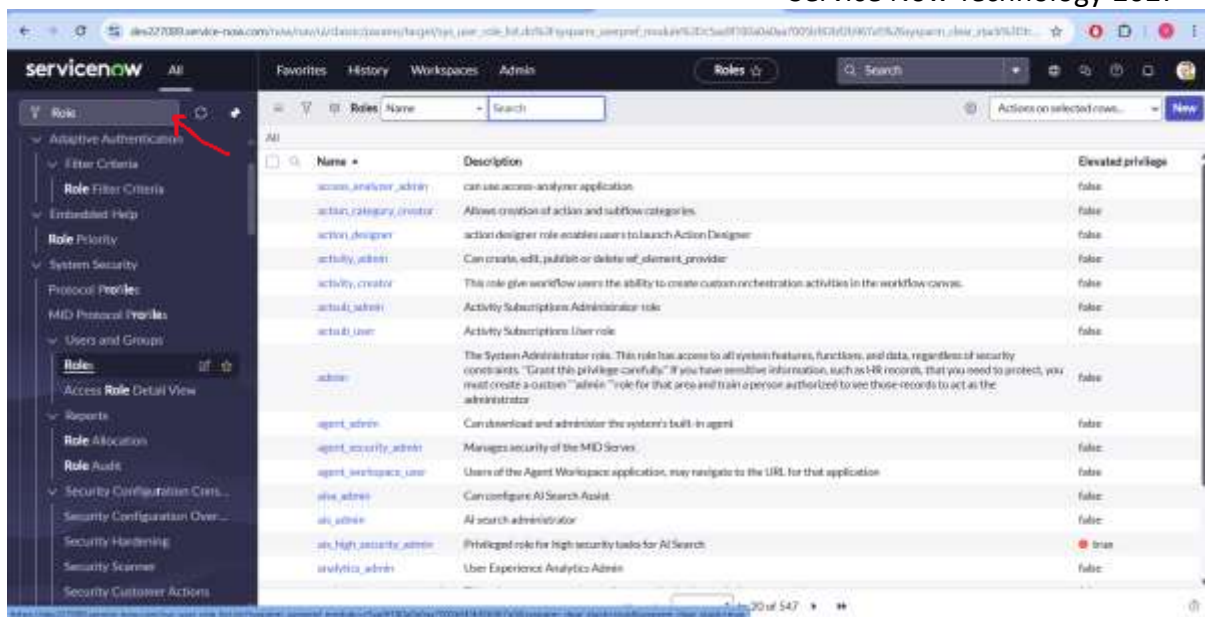 Service Now Technology 202
servicenow All Favorites History Workspaces Admin Roles Search
Role
Roles Name Search Actions on selected rows... New
All
Adaptive Authentication
Filter Criteria
Role Filter Criteria
Embedded Help
Role Priority
System Security
Protocol Profiles
MID Protocol Profiles
Users and Groups
Roles
Access Role Detail View
Reports
Role Allocation
Role Audit
Security Configuration Cons...
Security Configuration Over...
Security Hardening
Security Scanner
Security Customer Actions
Name Description Elevated privilege
access_analyzer_admin can use access-analyzer application false
action_category_creator Allows creation of action and subflow categories. false
action_designer action designer role enables users to launch Action Designer false
activity_admin Can create, edit, publish or delete wf_element_provider false
activity_creator This role give workflow users the ability to create custom orchestration activities in the workflow canvas. false
actsub_admin Activity Subscriptions Administrator role false
actsub_user Activity Subscriptions User role false
The System Administrator role. This role has access to all system features, functions, and data, regardless of security
constraints. "Grant this privilege carefully." If you have sensitive information, such as HR records, that you need to protect, you
admin false
must create a custom ""admin "" role for that area and train a person authorized to see those records to act as the
administrator
agent_admin Can download and administer the system's built-in agent false
agent_security_admin Manages security of the MID Server. false
agent_workspace_user Users of the Agent Workspace application, may navigate to the URL for that application false
aisa_admin Can configure AI Search Assist false
ais_admin AI search administrator false
ais_high_security_admin Privileged role for high security tasks for AI Search true
analytics_admin User Experience Analytics Admin false
to 20 of 547